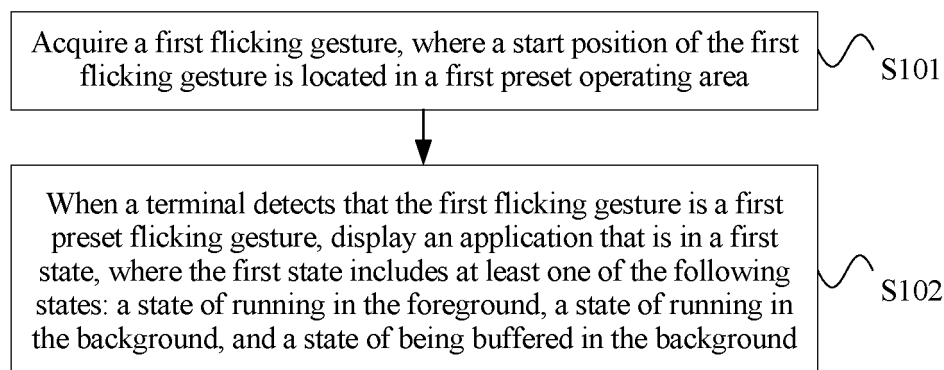 Acquire a first flicking gesture, where a start position of the first
flicking gesture is located in a first preset operating area
S101
When a terminal detects that the first flicking gesture is a first
preset flicking gesture, display an application that is in a first
state, where the first state includes at least one of the following
states: a state of running in the foreground, a state of running in
the background, and a state of being buffered in the background
S102